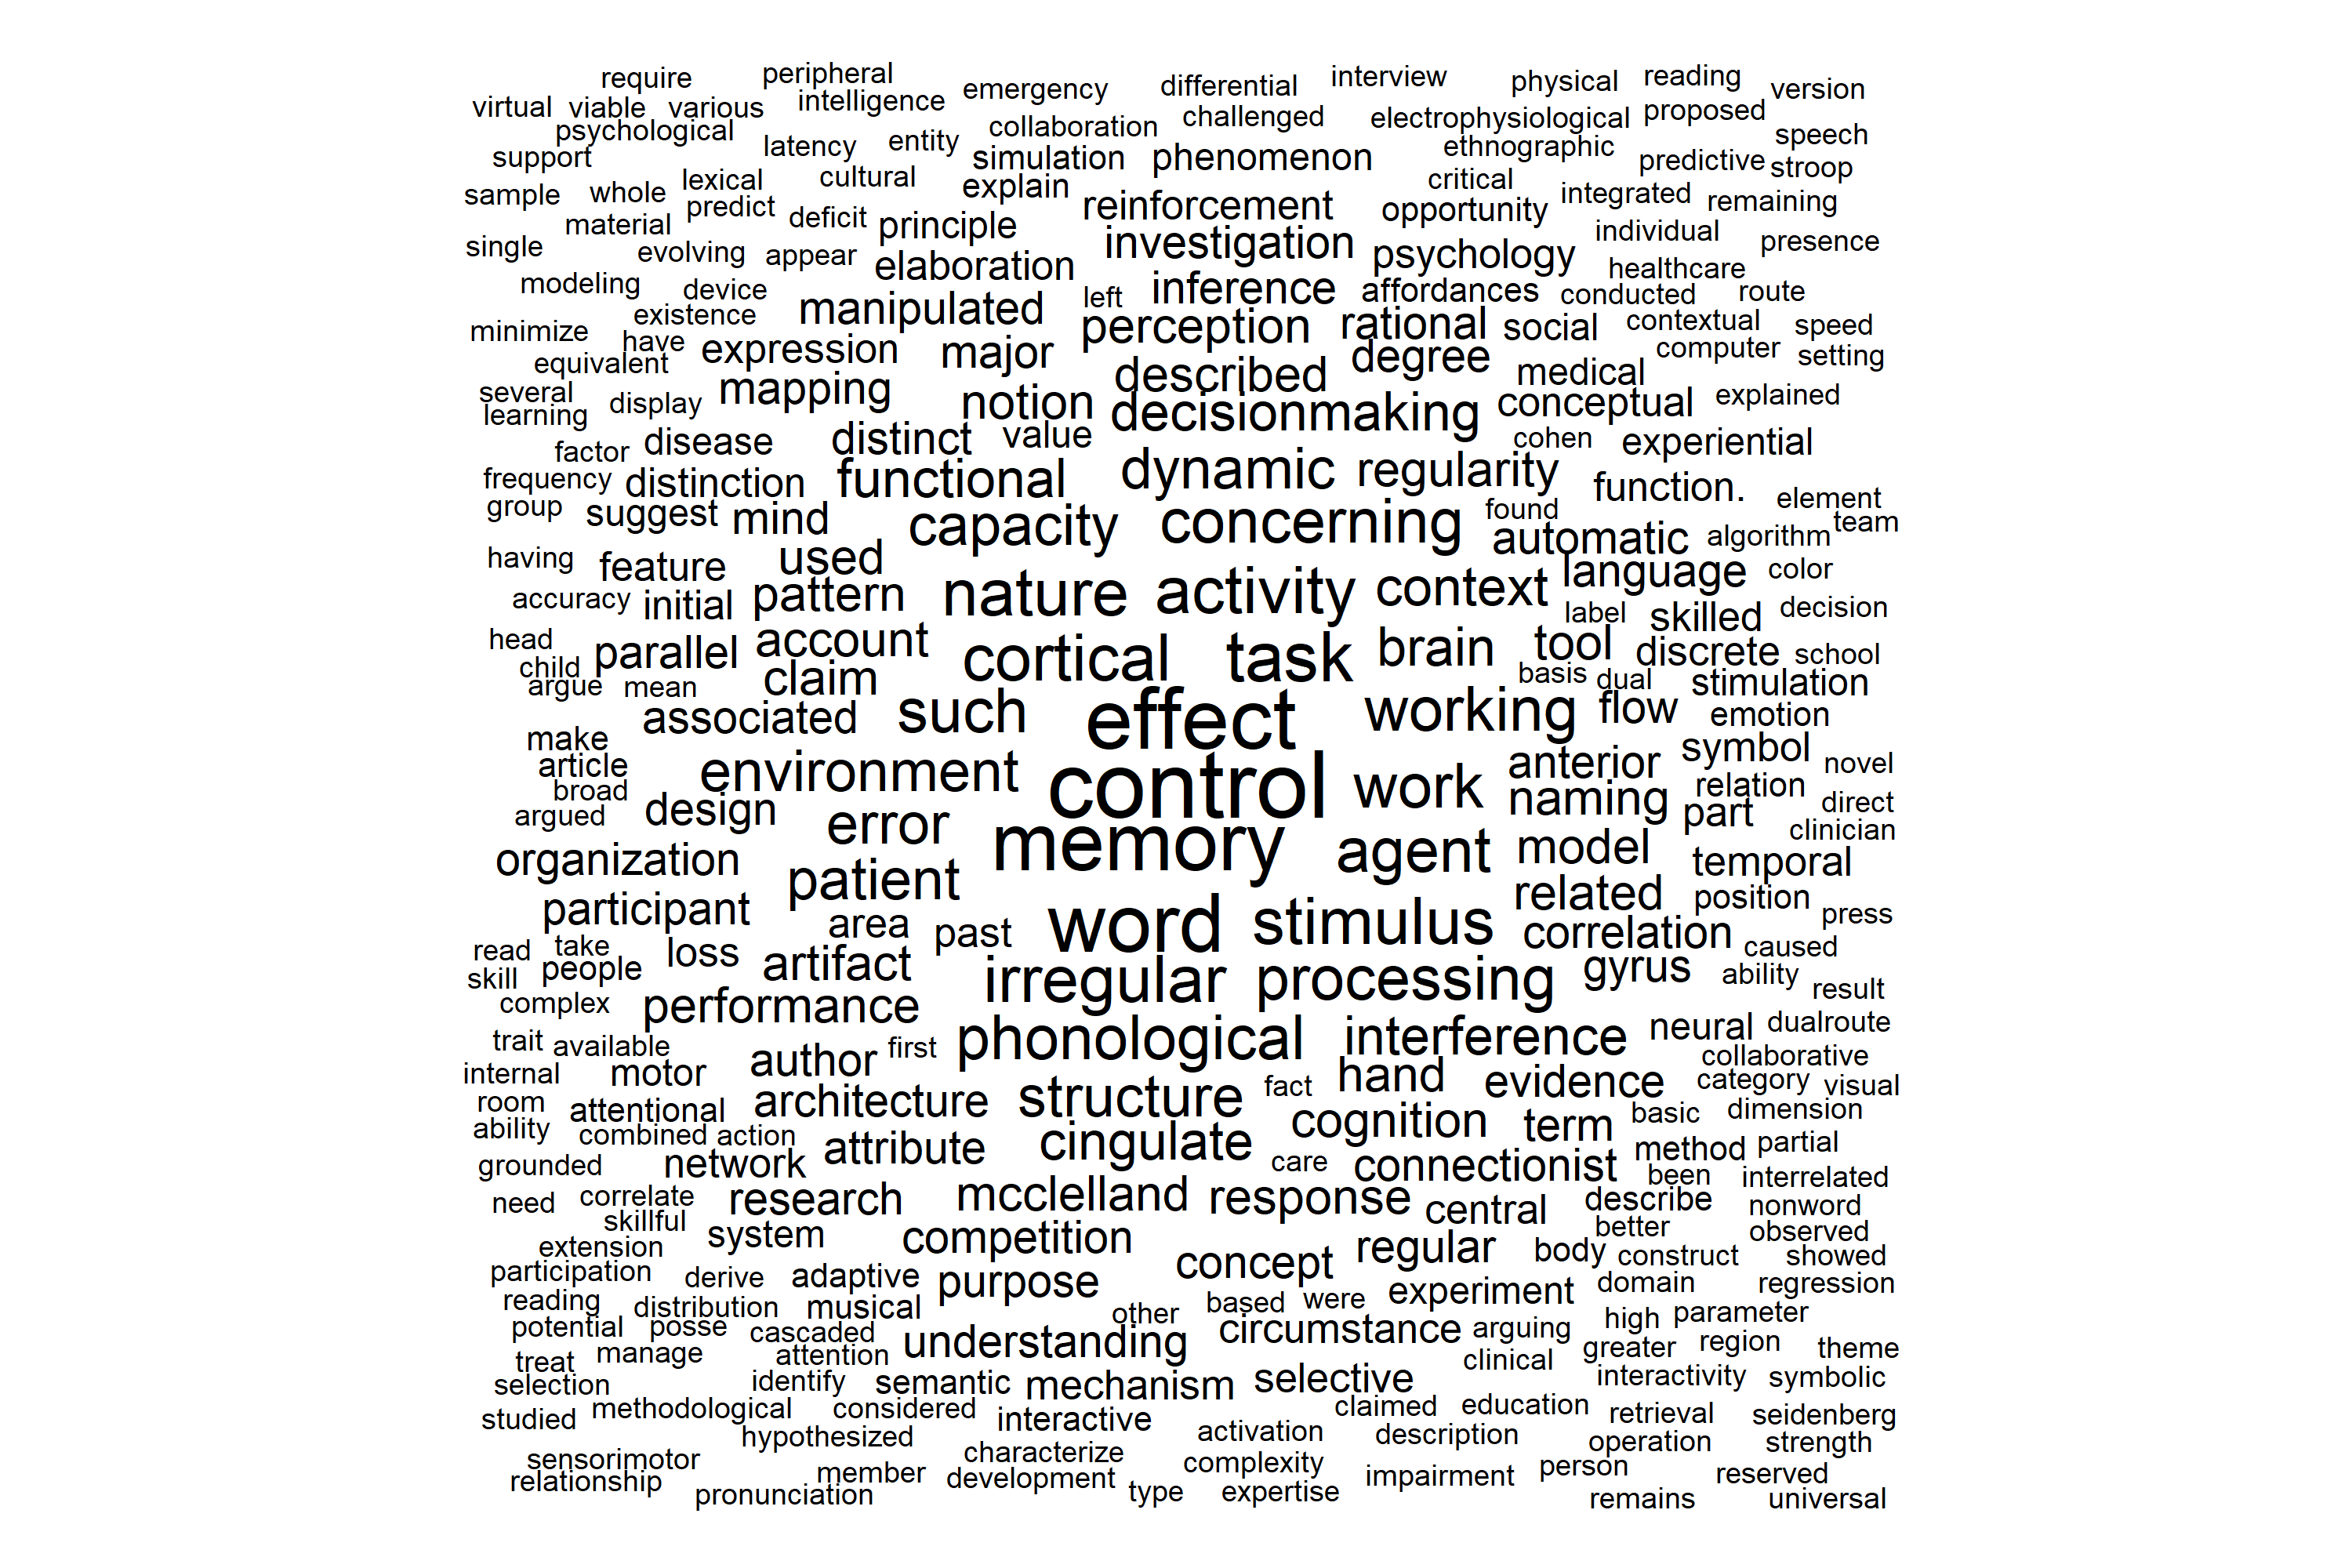 require peripheral emergency differential interview physical reading version
virtual viable various intelligence collaboration challenged electrophysiological proposed
psychological latency entity simulation phenomenon ethnographic predictive speech
support lexical cultural explain critical integrated stroop
sample whole predict deficit principle reinforcement opportunity remaining
material investigation psychology individual presence
single evolving appear elaboration inference affordances healthcare
modeling device manipulated left conducted route
minimize existence perception rational social contextual speed
have expression major degree computer setting
equivalent mapping described medical
several display notion decisionmaking conceptual explained
learning disease distinct value cohen experiential
factor functional dynamic regularity function.
frequency distinction element
group suggest mind capacity concerning found automatic algorithm team
having feature used language color
accuracy initial pattern nature activity context label skilled decision
head parallel account cortical task brain tool discrete school
child claim basis dual stimulation
argue mean
associated such effect working flow emotion
make environment anterior symbol novel
article control work relation
broad design naming part direct
argued error memory agent model clinician
organization patient temporal
participant related position
area past word stimulus correlation press
read take loss artifact caused
skill people irregular processing gyrus ability
complex performance result
trait available author first phonological interference neural dualroute
internal motor hand evidence collaborative
room attentional architecture structure fact category visual
ability combined action attribute cingulate cognition term basic dimension
grounded network care connectionist method partial
need correlate research mcclelland response been interrelated
skillful system central describe nonword
extension competition regular better observed
participation derive adaptive purpose concept body construct showed
reading distribution musical based were experiment domain regression
potential posse cascaded other circumstance arguing high parameter
treat manage attention understanding clinical greater region theme
selection identify semantic mechanism selective interactivity symbolic
studied methodological considered interactive claimed education retrieval seidenberg
hypothesized activation description operation strength
sensorimotor characterize complexity person
relationship member development impairment reserved
pronunciation type expertise remains universal